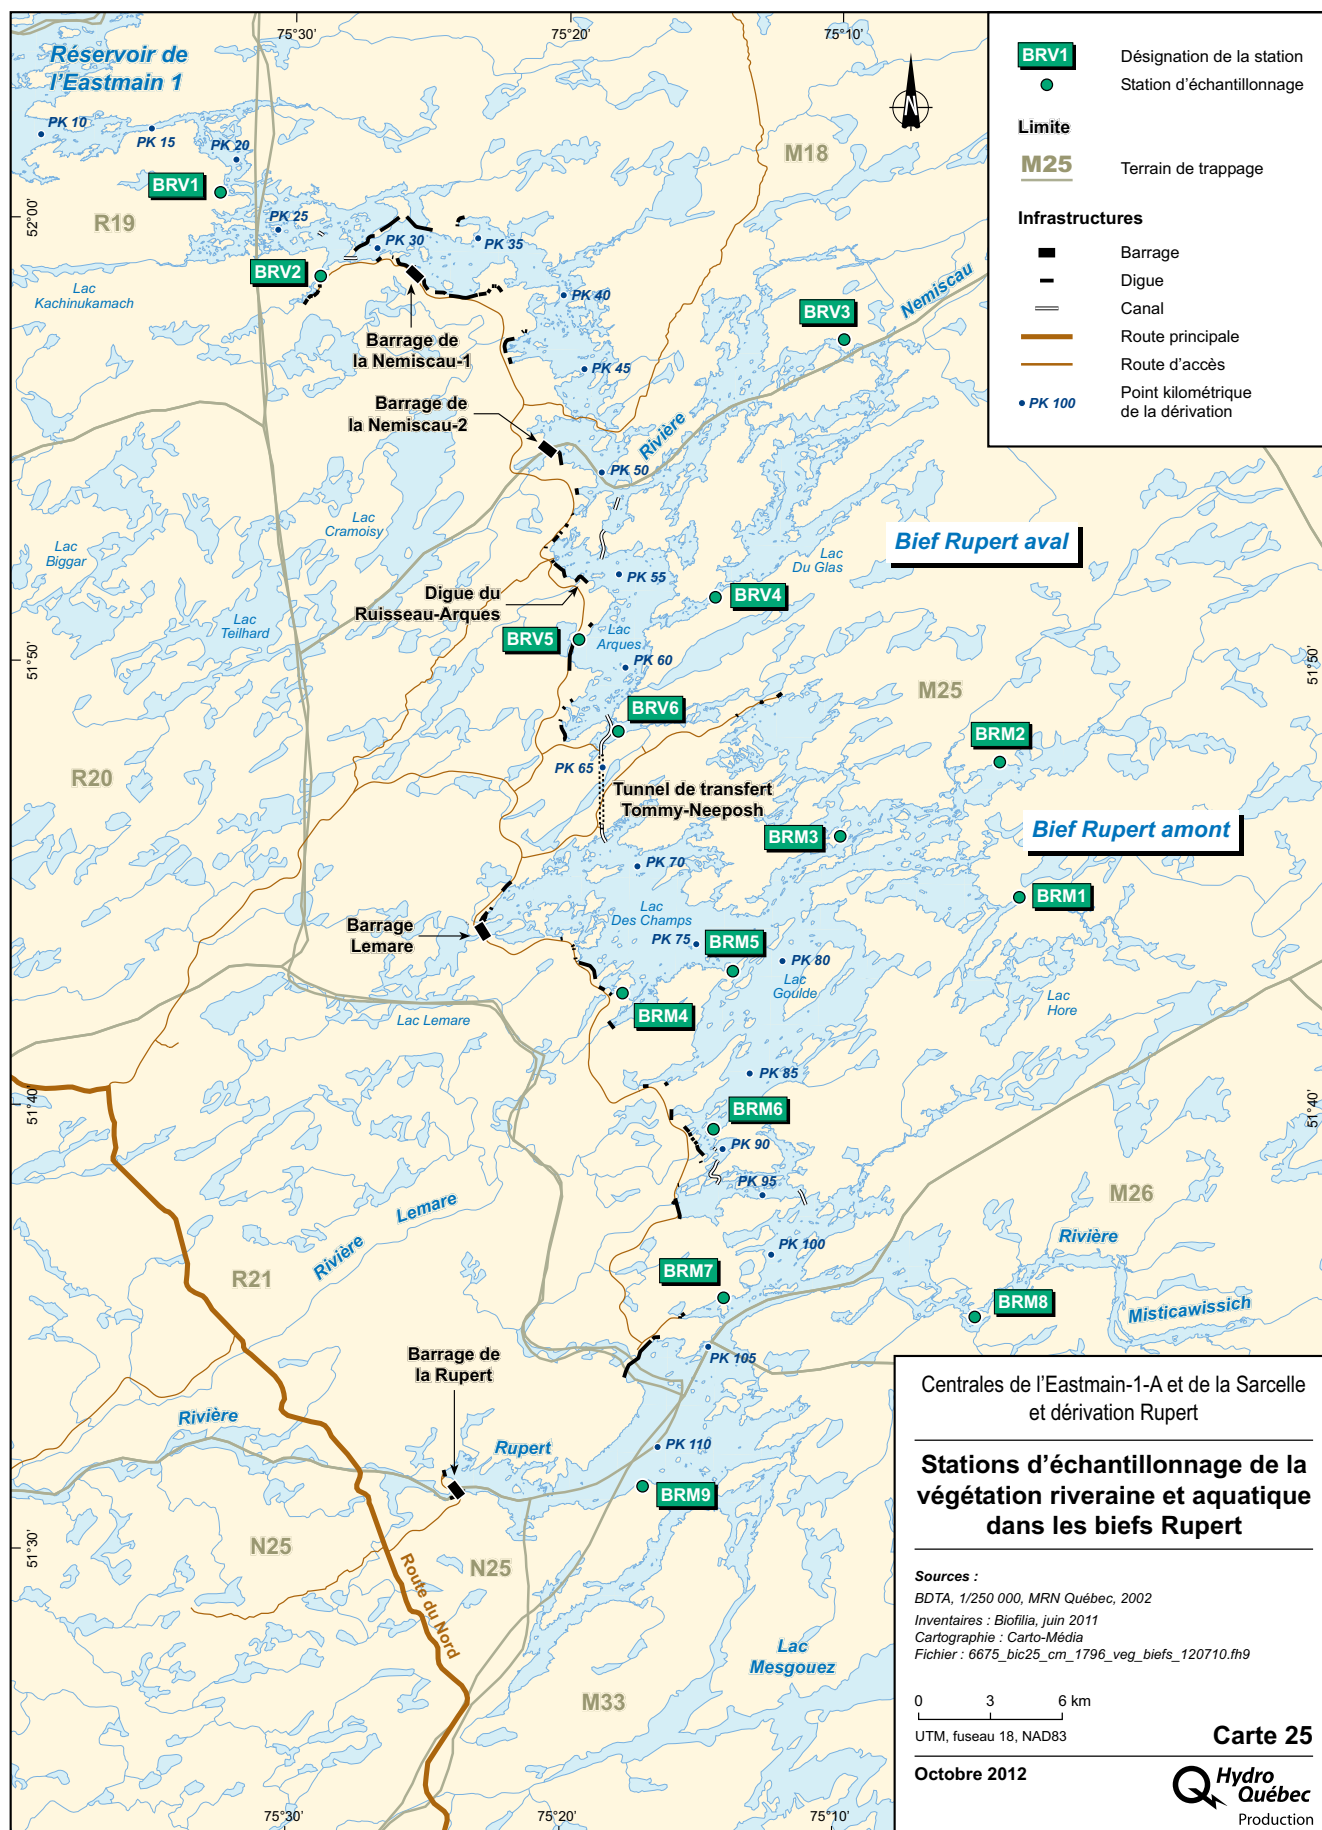 75°30'
75°20'
75°10'
Réservoir de
l'Eastmain 1
PK 10
PK 15
PK 20
BRV1
R19
PK 25
52°00'
PK 30
PK 35
BRV2
Lac
Kachinukamach
PK 40
M18
N
Barrage de
la Nemiscau-1
PK 45
BRV3
Nemiscau
Rivière
Barrage de
la Nemiscau-2
PK 50
Lac
Cramoisy
Lac
Biggar
Bief Rupert aval
Lac
Du Glas
PK 55
Digue du
Ruisseau-Arques
BRV4
Lac
Teilhard
BRV5
Lac
Arques
PK 60
51°50'
51°50'
M25
BRV6
BRM2
R20
PK 65
Tunnel de transfert
Tommy-Neeposh
BRM3
Bief Rupert amont
PK 70
BRM1
Lac
Des Champs
Barrage
Lemare
PK 75
BRM5
PK 80
Lac
Goulde
Lac
Hore
BRM4
Lac Lemare
PK 85
51°40'
51°40'
BRM6
PK 90
PK 95
M26
Rivière
Lemare
Rivière
PK 100
R21
BRM7
BRM8
Misticawissich
PK 105
Barrage de
la Rupert
Rivière
Rupert
PK 110
BRM9
51°30'
N25
N25
Route du Nord
Lac
Mesgouez
M33
75°30'
75°20'
75°10'
BRV1
Désignation de la station
Station d'échantillonnage
Limite
M25
Terrain de trappage
Infrastructures
Barrage
Digue
Canal
Route principale
Route d'accès
PK 100
Point kilométrique
de la dérivation
Centrales de l'Eastmain-1-A et de la Sarcelle
et dérivation Rupert
Stations d'échantillonnage de la
végétation riveraine et aquatique
dans les biefs Rupert
Sources :
BDTA, 1/250 000, MRN Québec, 2002
Inventaires : Biofilia, juin 2011
Cartographie : Carto-Média
Fichier : 6675_bic25_cm_1796_veg_biefs_120710.fh9
0 3 6 km
UTM, fuseau 18, NAD83
Carte 25
Octobre 2012
Hydro
Québec
Production